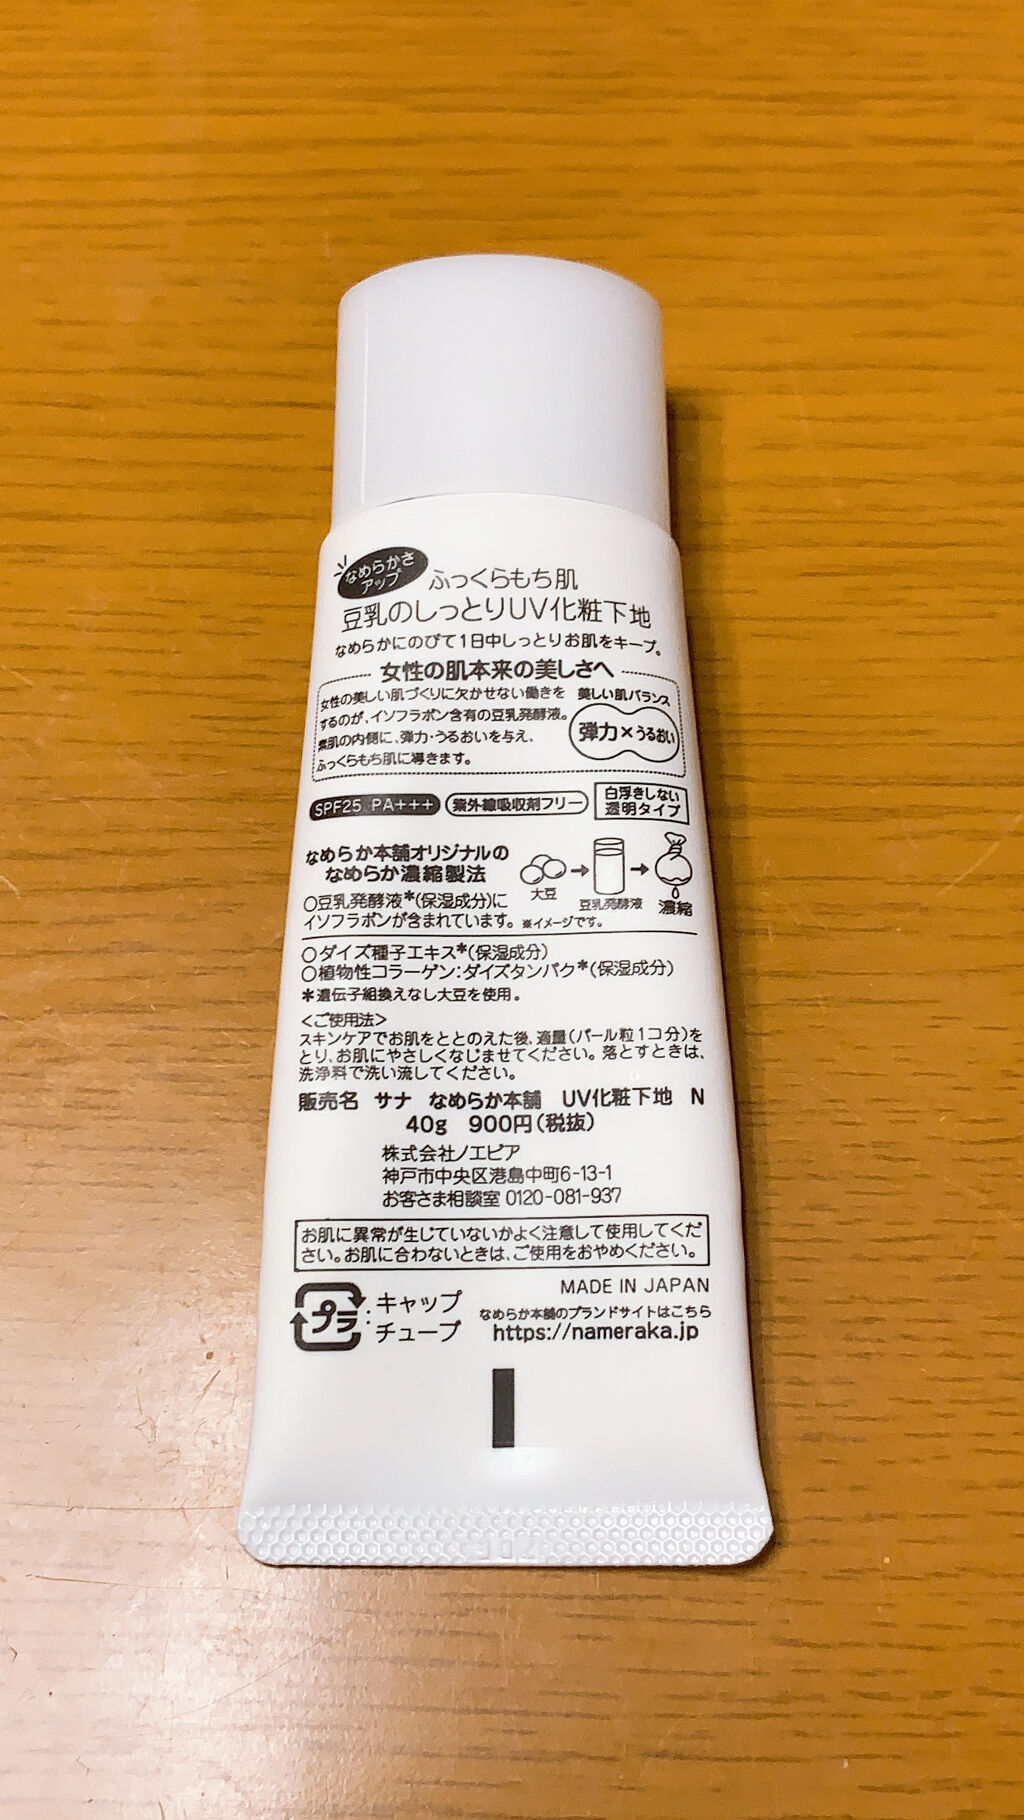 なめらかさ
アップ
ふっくらもち肌
豆乳のしっとりUV化粧下地
なめらかにのびて1日中しっとりお肌をキープ。
女性の肌本来の美しさへ
女性の美しい肌づくりに欠かせない働きを
するのが、イソフラボン含有の豆乳発酵液。
素肌の内側に、弾力・うるおいを与え、
ふっくらもち肌に導きます。
美しい肌バランス
弾力×うるおい
SPF25 PA+++
紫外線吸収剤フリー
白浮きしない
透明タイプ
なめらか本舗オリジナルの
なめらか濃縮製法
○豆乳発酵液*(保湿成分)に
イソフラボンが含まれています。
大豆
豆乳発酵液
濃縮
※イメージです。
○ダイズ種子エキス*(保湿成分)
○植物性コラーゲン:ダイズタンパク*(保湿成分)
*遺伝子組換えなし大豆を使用。
<ご使用法>
スキンケアでお肌をととのえた後、適量(パール粒1コ分)を
とり、お肌にやさしくなじませてください。落とすときは、
洗浄料で洗い流してください。
販売名 サナ なめらか本舗 UV化粧下地 N
40g 900円(税抜)
株式会社ノエビア
神戸市中央区港島中町6-13-1
お客さま相談室 0120-081-937
お肌に異常が生じていないかよく注意して使用してくだ
さい。お肌に合わないときは、ご使用をおやめください。
プラ:キャップ
チューブ
MADE IN JAPAN
なめらか本舗のブランドサイトはこちら
https://nameraka.jp